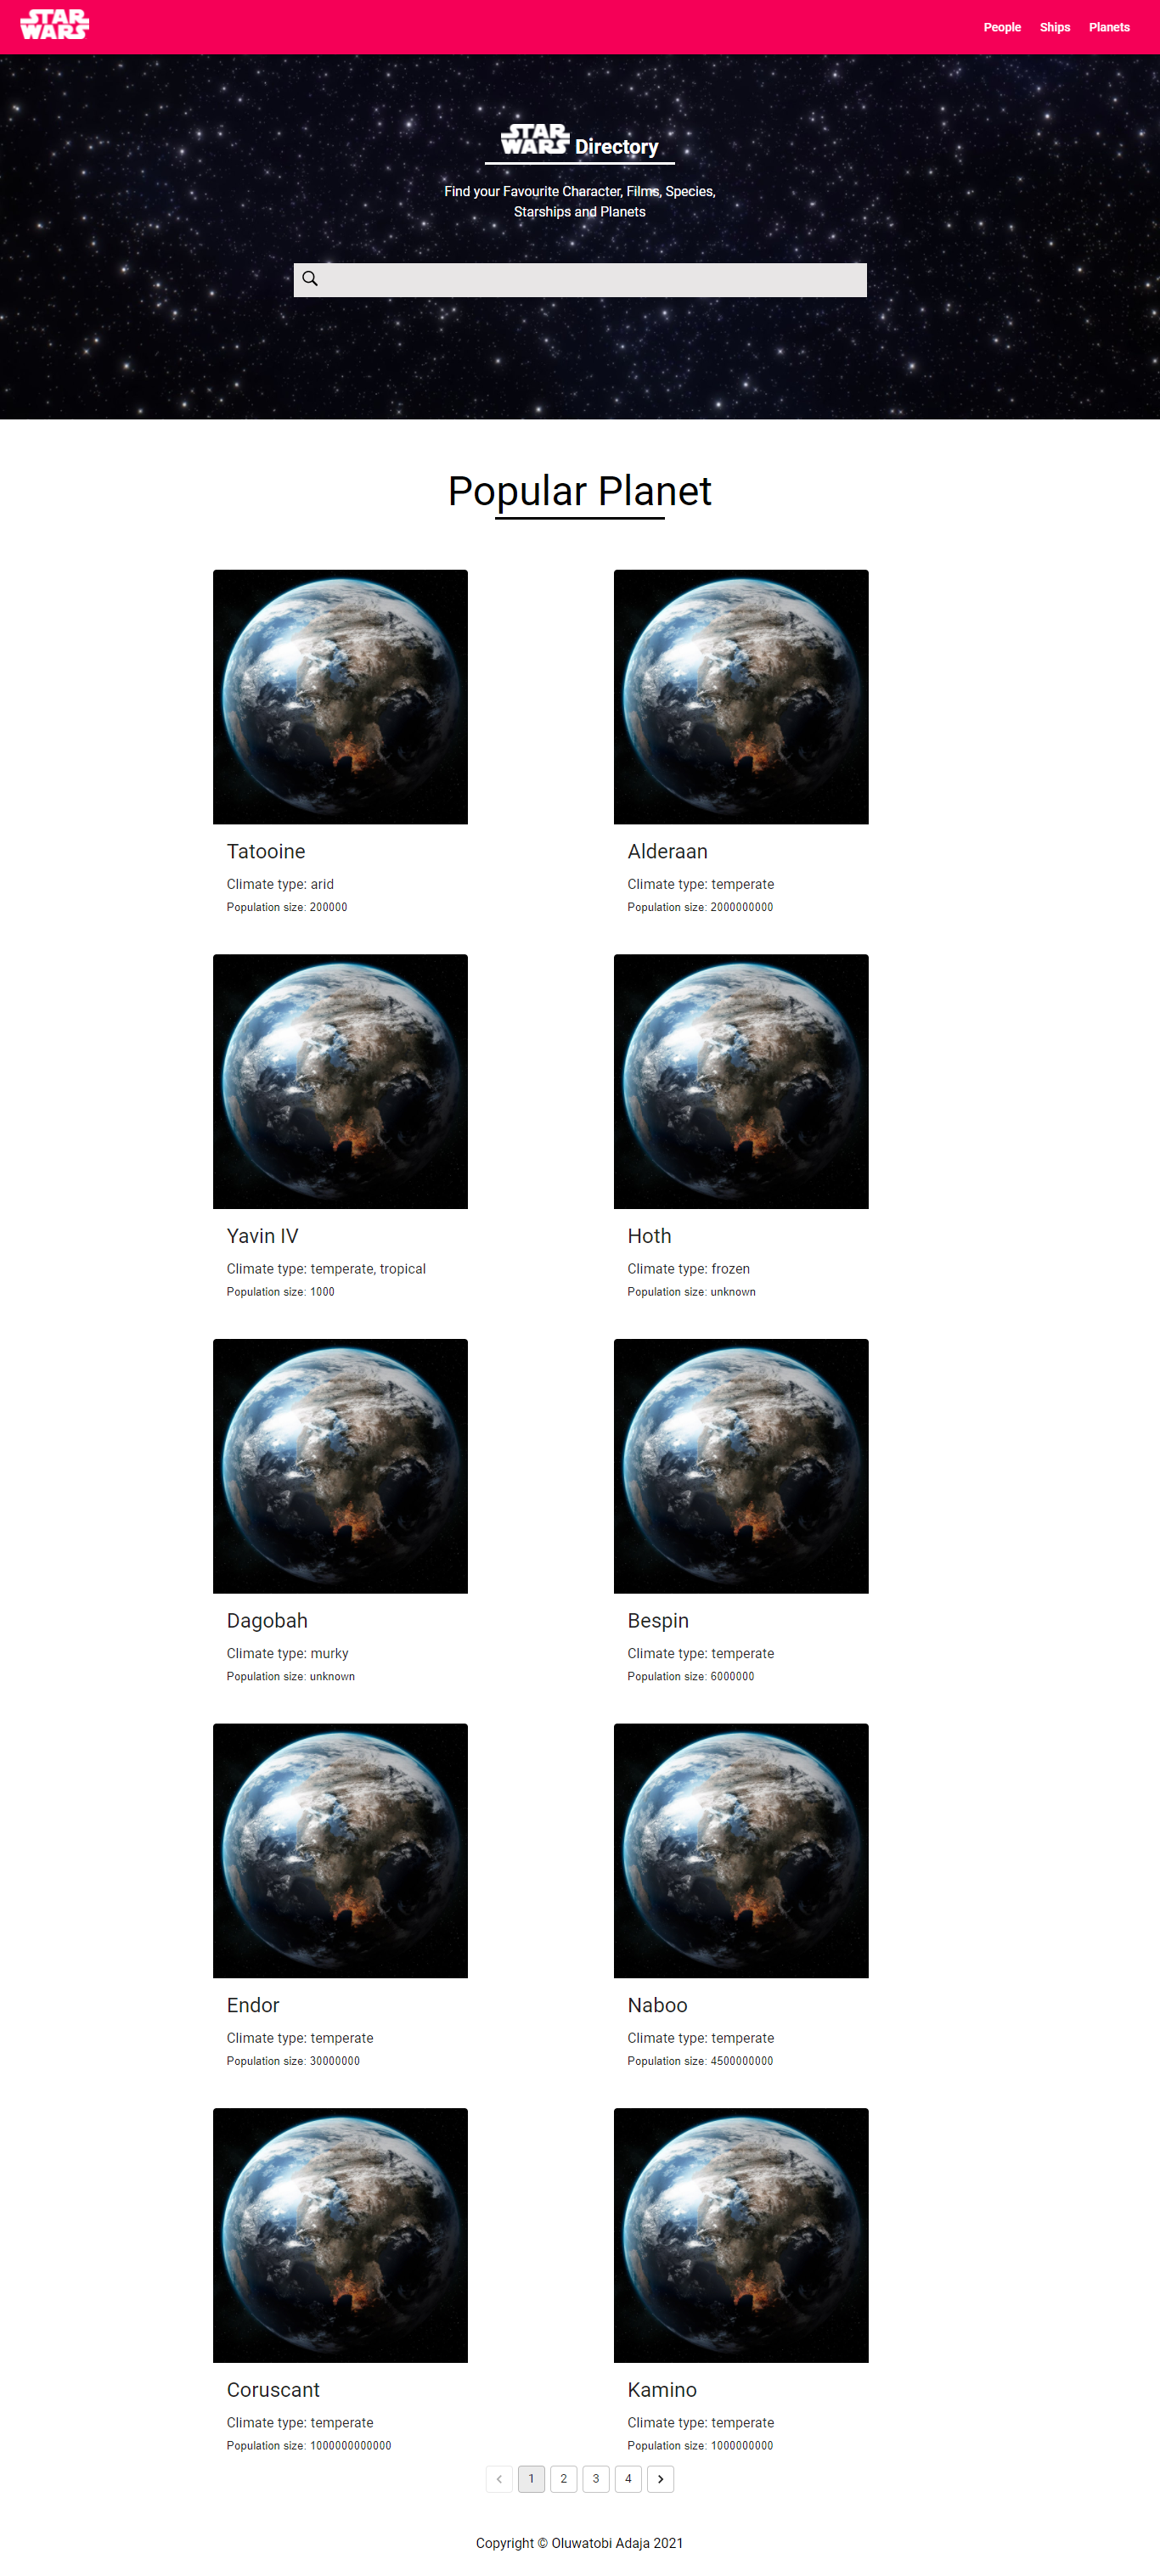 STAR
WARS
People Ships Planets
STAR
WARS Directory
Find your Favourite Character, Films, Species,
Starships and Planets
Popular Planet
Tatooine
Climate type: arid
Population size: 200000
Alderaan
Climate type: temperate
Population size: 2000000000
Yavin IV
Climate type: temperate, tropical
Population size: 1000
Hoth
Climate type: frozen
Population size: unknown
Dagobah
Climate type: murky
Population size: unknown
Bespin
Climate type: temperate
Population size: 6000000
Endor
Climate type: temperate
Population size: 30000000
Naboo
Climate type: temperate
Population size: 4500000000
Coruscant
Climate type: temperate
Population size: 1000000000000
Kamino
Climate type: temperate
Population size: 1000000000
1 2 3 4
Copyright © Oluwatobi Adaja 2021